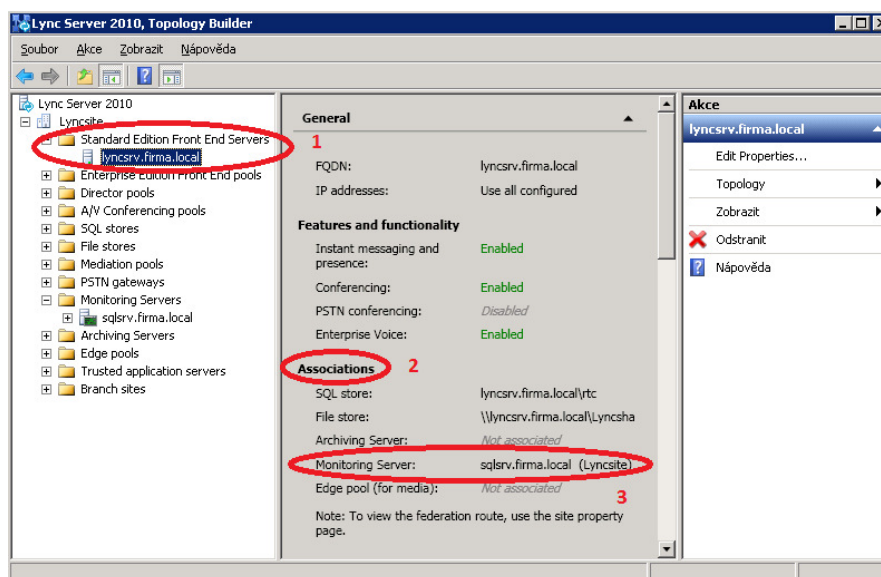 Lync Server 2010, Topology Builder
Soubor Akce Zobrazit Nápověda
Lync Server 2010
Lyncsite
Standard Edition Front End Servers
lyncsrv.firma.local
Enterprise Edition Front End pools
Director pools
A/V Conferencing pools
SQL stores
File stores
Mediation pools
PSTN gateways
Monitoring Servers
sqlsrv.firma.local
Archiving Servers
Edge pools
Trusted application servers
Branch sites
1
General
FQDN: lyncsrv.firma.local
IP addresses: Use all configured
Features and functionality
Instant messaging and Enabled
presence:
Conferencing: Enabled
PSTN conferencing: Disabled
Enterprise Voice: Enabled
Associations 2
SQL store: lyncsrv.firma.local\rtc
File store: \\lyncsrv.firma.local\Lyncsha
Archiving Server: Not associated
Monitoring Server: sqlsrv.firma.local (Lyncsite)
Edge pool (for media): Not associated
3
Note: To view the federation route, use the site property
page.
Akce
lyncsrv.firma.local
Edit Properties...
Topology
Zobrazit
Odstranit
Nápověda